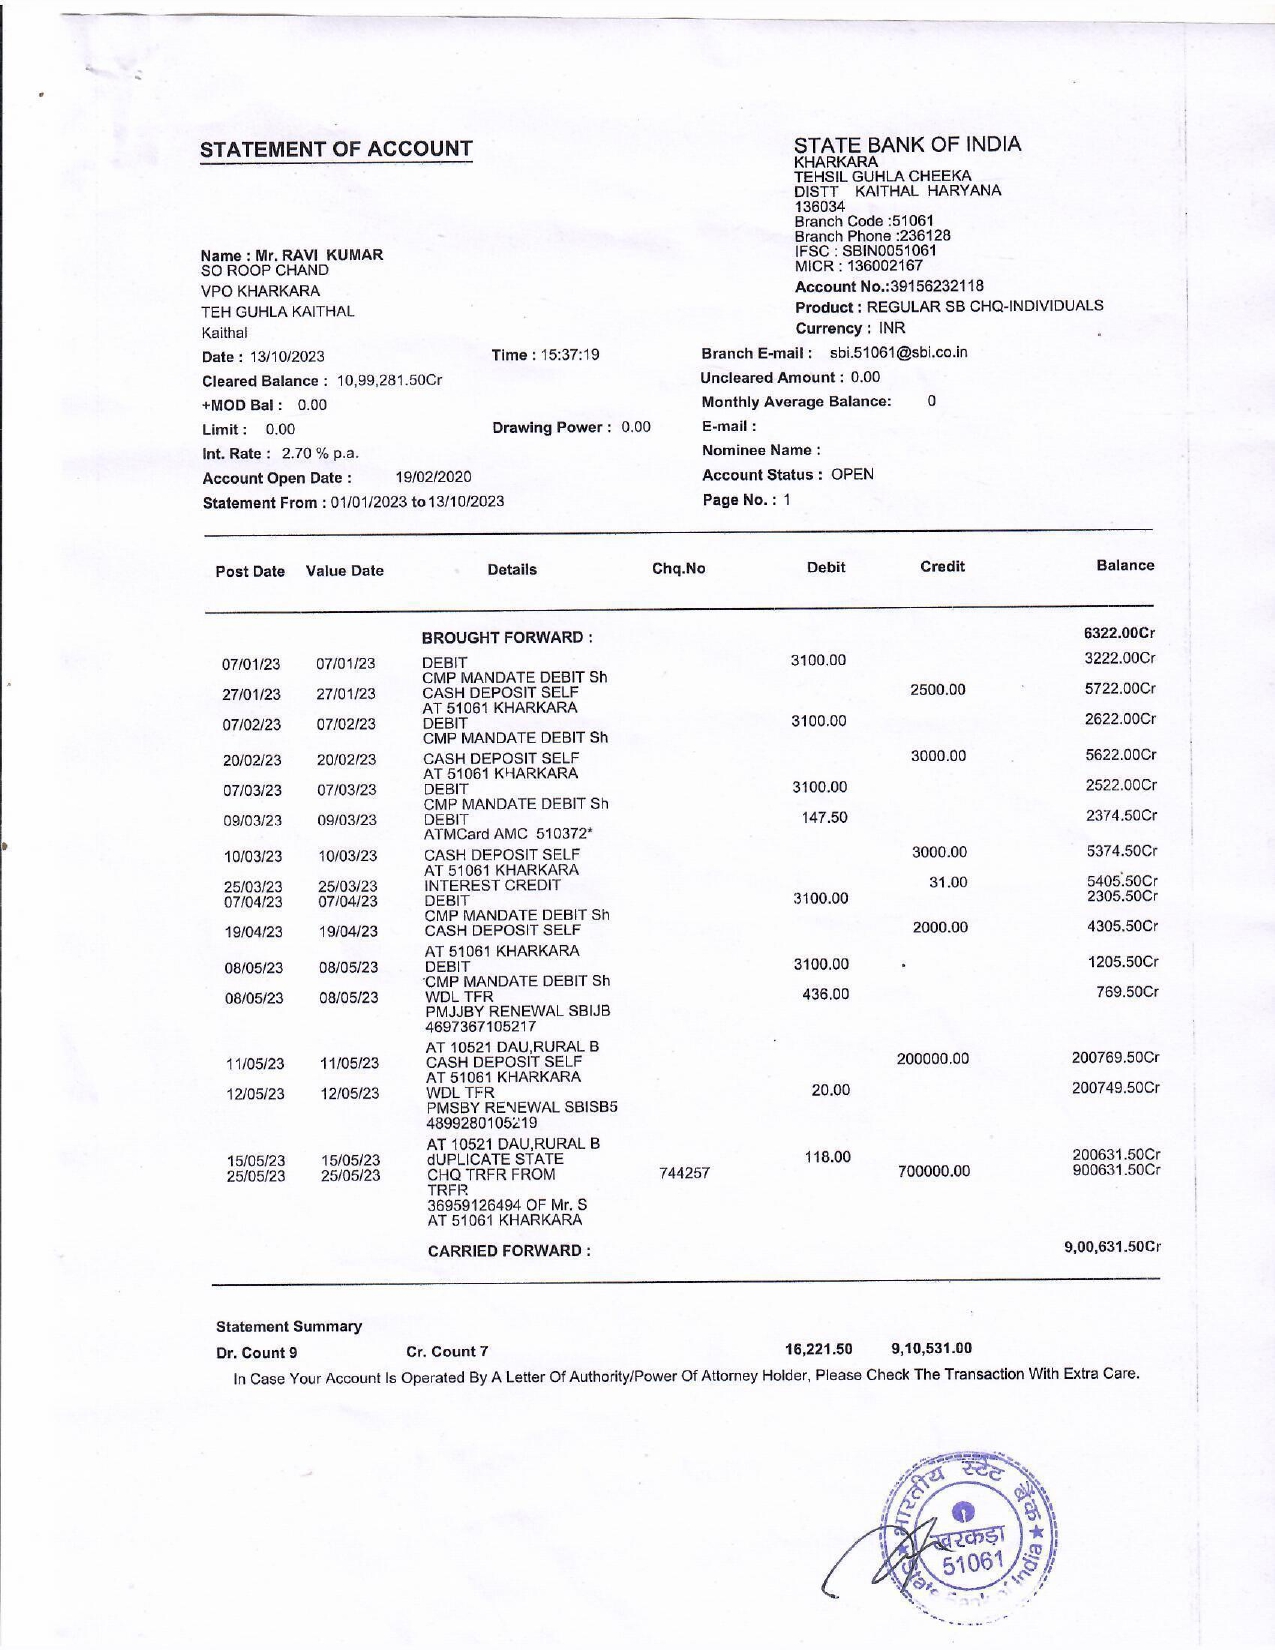 STATEMENT OF ACCOUNT
STATE BANK OF INDIA
KHARKARA
TEHSIL GUHLA CHEEKA
DISTT KAITHAL HARYANA
136034
Branch Code :51061
Branch Phone :236128
IFSC : SBIN0051061
MICR : 136002167
Account No.:39156232118
Product : REGULAR SB CHQ-INDIVIDUALS
Currency : INR
Name : Mr. RAVI KUMAR
SO ROOP CHAND
VPO KHARKARA
TEH GUHLA KAITHAL
Kaithal
Date : 13/10/2023 Time : 15:37:19 Branch E-mail : sbi.51061@sbi.co.in
Cleared Balance : 10,99,281.50Cr Uncleared Amount : 0.00
+MOD Bal : 0.00 Monthly Average Balance: 0
Limit : 0.00 Drawing Power : 0.00 E-mail :
Int. Rate : 2.70 % p.a. Nominee Name :
Account Open Date : 19/02/2020 Account Status : OPEN
Statement From : 01/01/2023 to 13/10/2023 Page No. : 1
Post Date Value Date Details Chq.No Debit Credit Balance
BROUGHT FORWARD : 6322.00Cr
07/01/23 07/01/23 DEBIT 3100.00 3222.00Cr
CMP MANDATE DEBIT Sh
27/01/23 27/01/23 CASH DEPOSIT SELF 2500.00 5722.00Cr
AT 51061 KHARKARA
07/02/23 07/02/23 DEBIT 3100.00 2622.00Cr
CMP MANDATE DEBIT Sh
20/02/23 20/02/23 CASH DEPOSIT SELF 3000.00 5622.00Cr
AT 51061 KHARKARA
07/03/23 07/03/23 DEBIT 3100.00 2522.00Cr
CMP MANDATE DEBIT Sh
09/03/23 09/03/23 DEBIT 147.50 2374.50Cr
ATMCard AMC 510372*
10/03/23 10/03/23 CASH DEPOSIT SELF 3000.00 5374.50Cr
AT 51061 KHARKARA
25/03/23 25/03/23 INTEREST CREDIT 31.00 5405.50Cr
07/04/23 07/04/23 DEBIT 3100.00 2305.50Cr
CMP MANDATE DEBIT Sh
19/04/23 19/04/23 CASH DEPOSIT SELF 2000.00 4305.50Cr
AT 51061 KHARKARA
08/05/23 08/05/23 DEBIT 3100.00 1205.50Cr
CMP MANDATE DEBIT Sh
08/05/23 08/05/23 WDL TFR 436.00 769.50Cr
PMJJBY RENEWAL SBIJB
4697367105217
AT 10521 DAU,RURAL B
11/05/23 11/05/23 CASH DEPOSIT SELF 200000.00 200769.50Cr
AT 51061 KHARKARA
12/05/23 12/05/23 WDL TFR 20.00 200749.50Cr
PMSBY RENEWAL SBISB5
4899280105219
AT 10521 DAU,RURAL B
15/05/23 15/05/23 dUPLICATE STATE 118.00 200631.50Cr
25/05/23 25/05/23 CHQ TRFR FROM 744257 700000.00 900631.50Cr
TRFR
36959126494 OF Mr. S
AT 51061 KHARKARA
CARRIED FORWARD : 9,00,631.50Cr
Statement Summary
Dr. Count 9 Cr. Count 7 16,221.50 9,10,531.00
In Case Your Account Is Operated By A Letter Of Authority/Power Of Attorney Holder, Please Check The Transaction With Extra Care.
भारतीय स्टेट बैंक
खरकड़ा
51061
State Bank of India